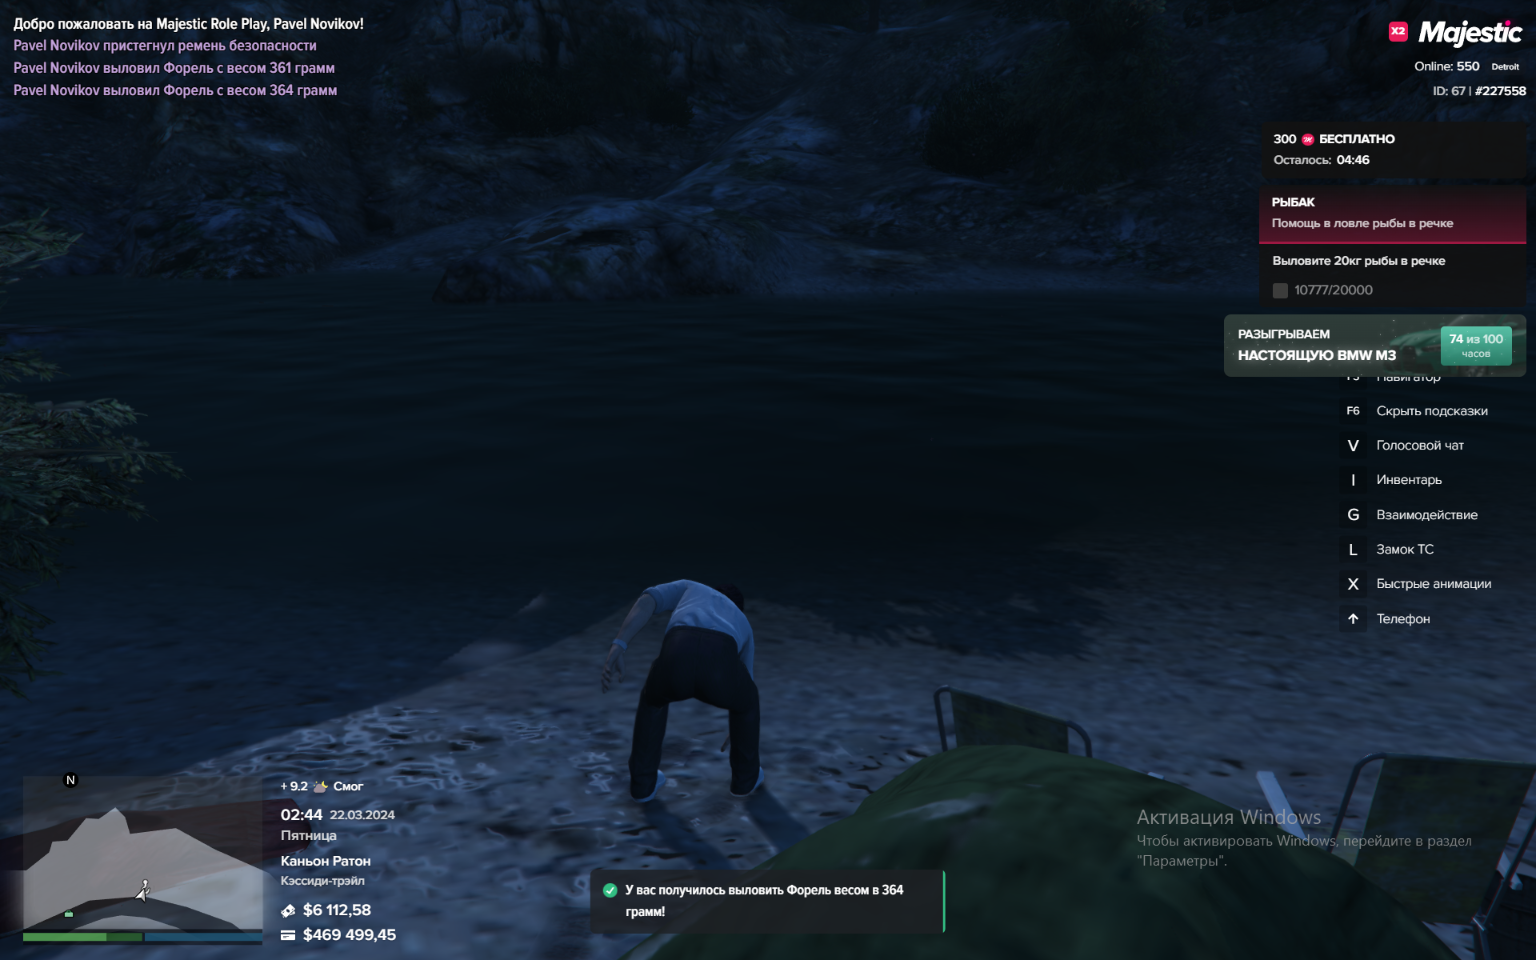 Добро пожаловать на Majestic Role Play, Pavel Novikov!
Pavel Novikov пристегнул ремень безопасности
Pavel Novikov выловил Форель с весом 361 грамм
Pavel Novikov выловил Форель с весом 364 грамм
X2 Majestic
Online: 550 Detroit
ID: 67 | #227558
300 БЕСПЛАТНО
Осталось: 04:46
РЫБАК
Помощь в ловле рыбы в речке
Выловите 20кг рыбы в речке
10777/20000
РАЗЫГРЫВАЕМ
НАСТОЯЩУЮ BMW M3
74 из 100
часов
Навигатор
F6 Скрыть подсказки
V Голосовой чат
I Инвентарь
G Взаимодействие
L Замок ТС
X Быстрые анимации
↑ Телефон
N
+ 9.2 Смог
02:44 22.03.2024
Пятница
Каньон Ратон
Кэссиди-трэйл
$6 112,58
$469 499,45
У вас получилось выловить Форель весом в 364
грамм!
Активация Windows
Чтобы активировать Windows, перейдите в раздел
"Параметры".